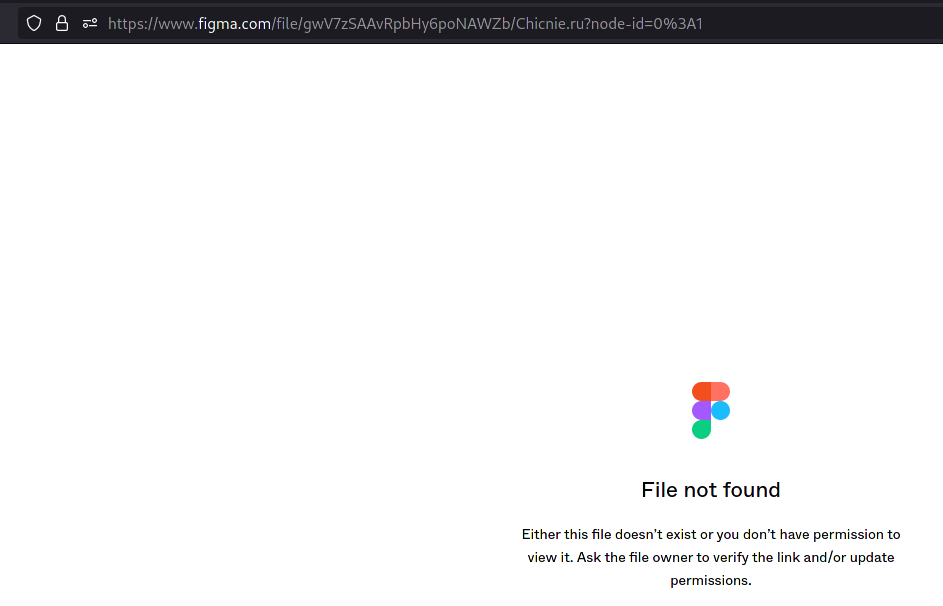 https://www.figma.com/file/gwV7zSAAvRpbHy6poNAWZb/Chicnie.ru?node-id=0%3A1
File not found
Either this file doesn't exist or you don't have permission to
view it. Ask the file owner to verify the link and/or update
permissions.